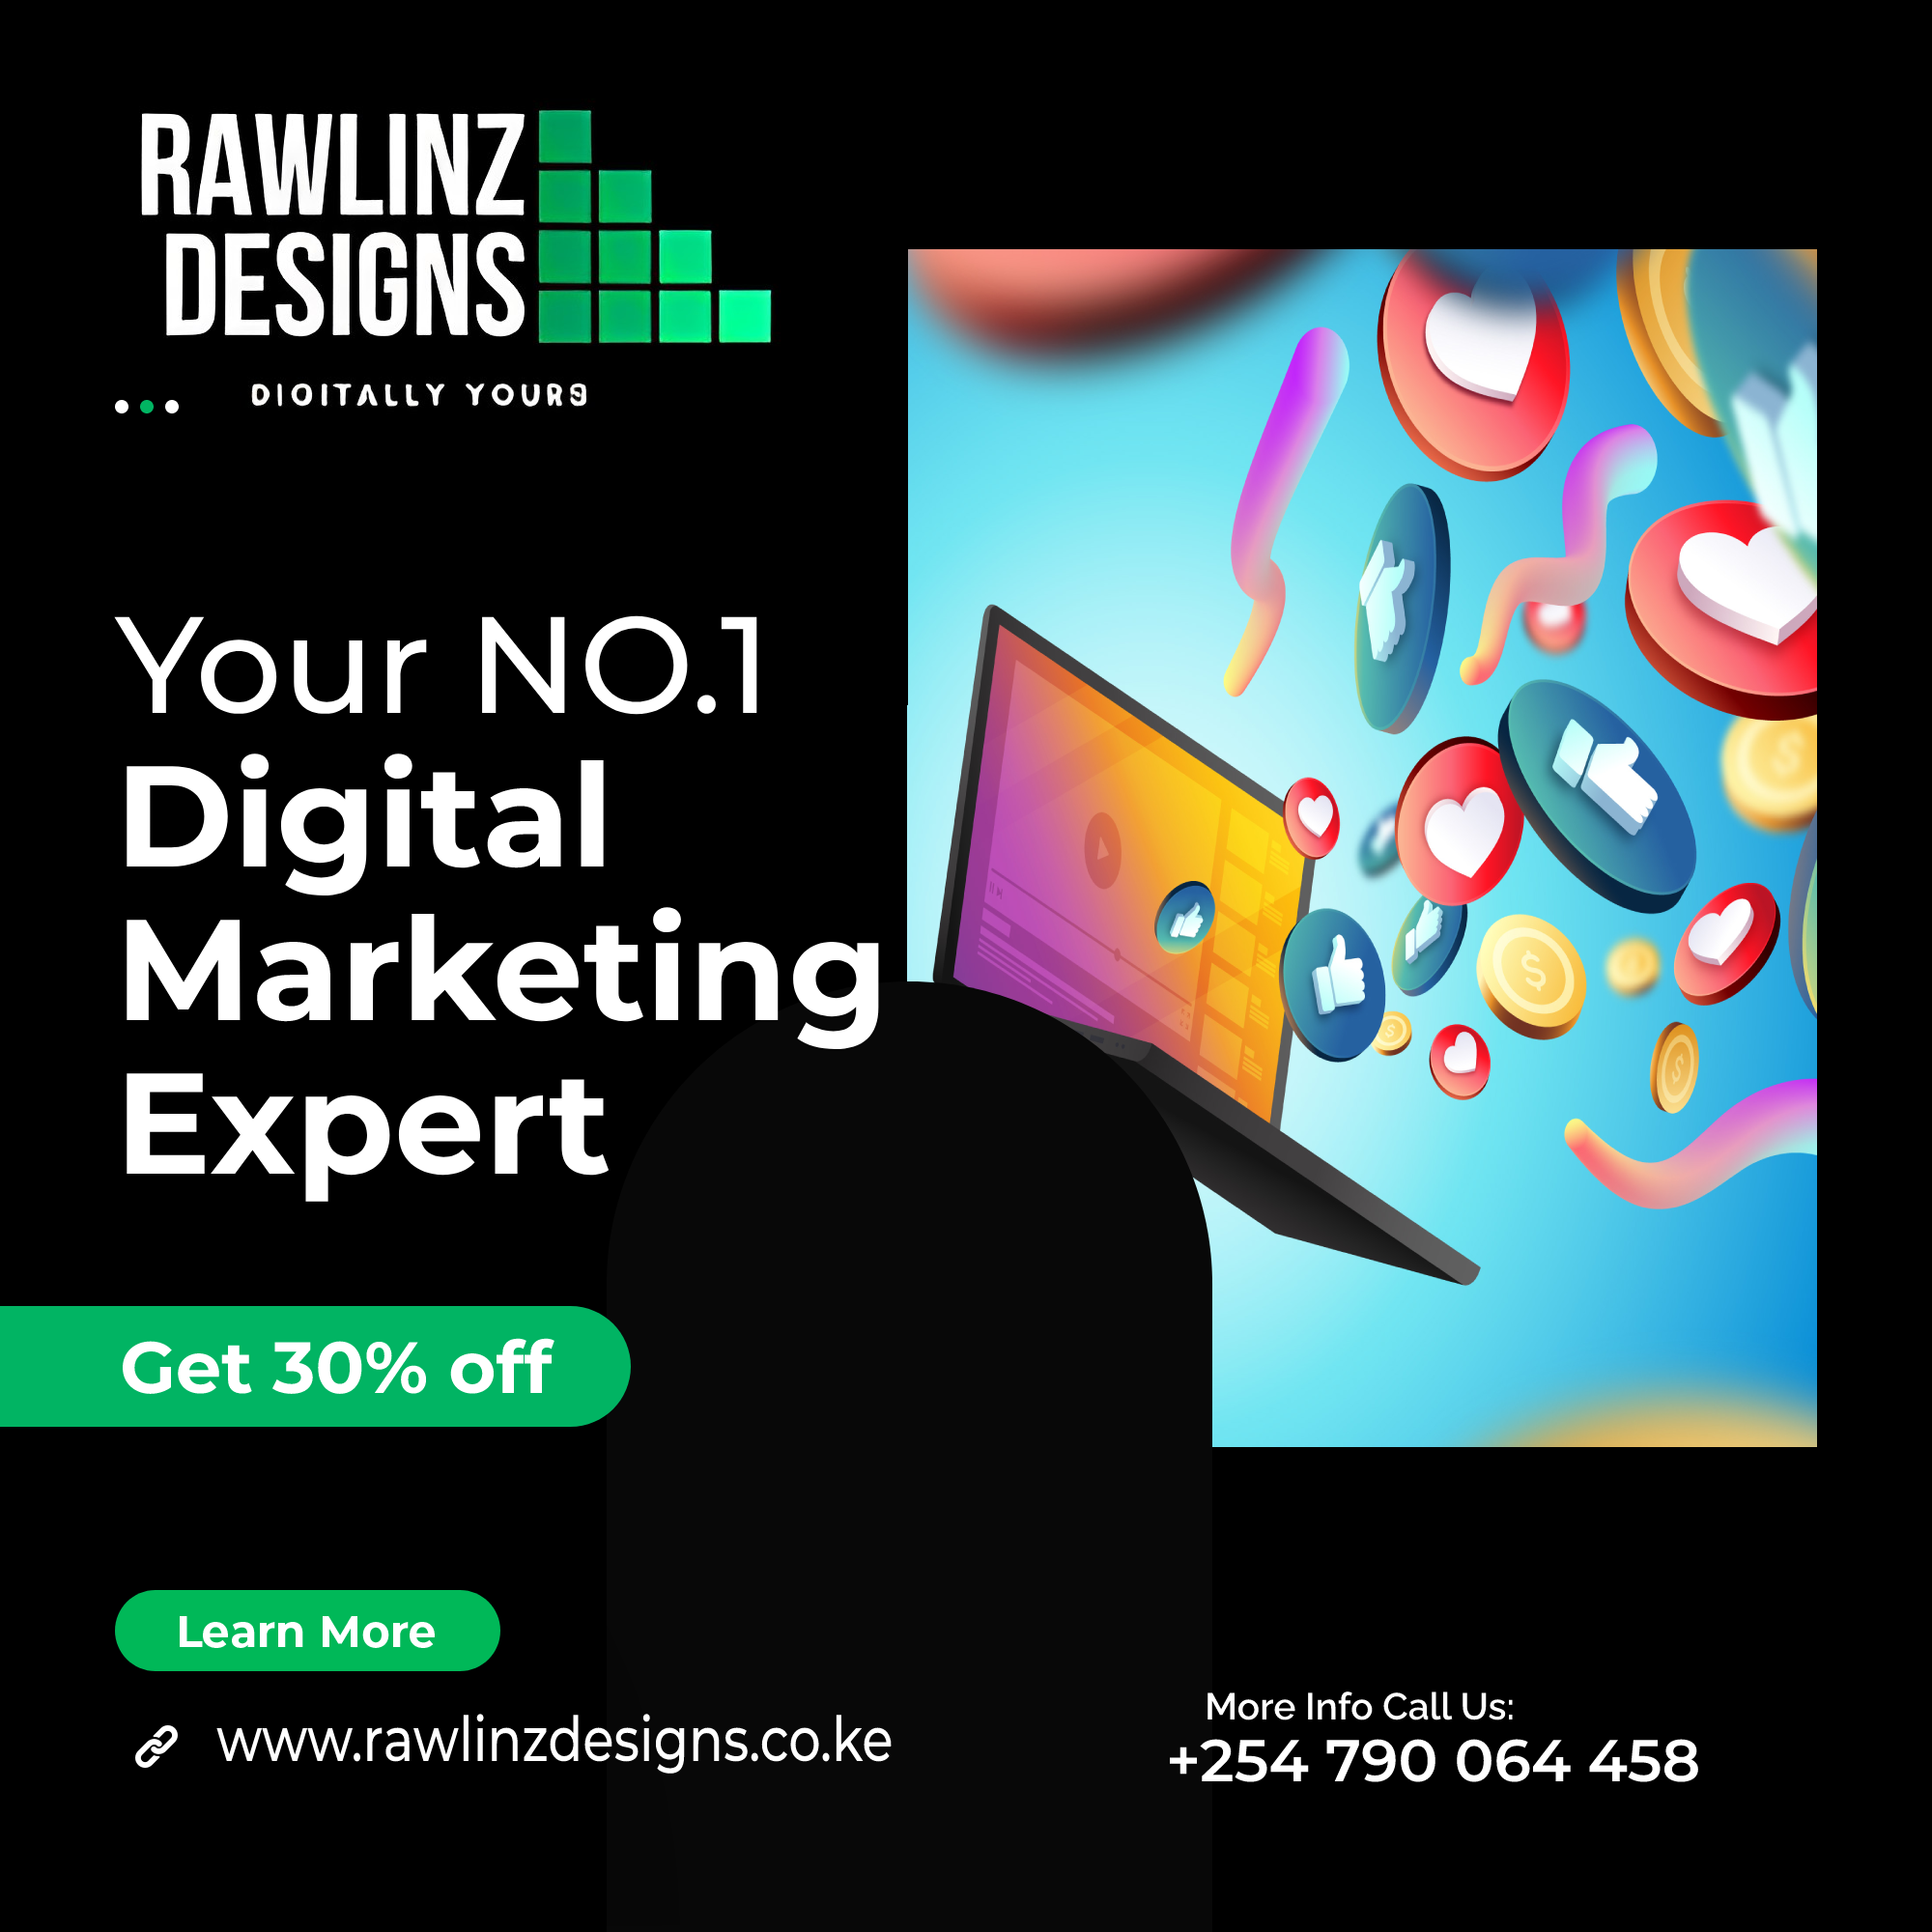 RAWLINZ
DESIGNS
DIGITALLY YOURS
Your NO.1
Digital
Marketing
Expert
Get 30% off
Learn More
www.rawlinzdesigns.co.ke
More Info Call Us:
+254 790 064 458